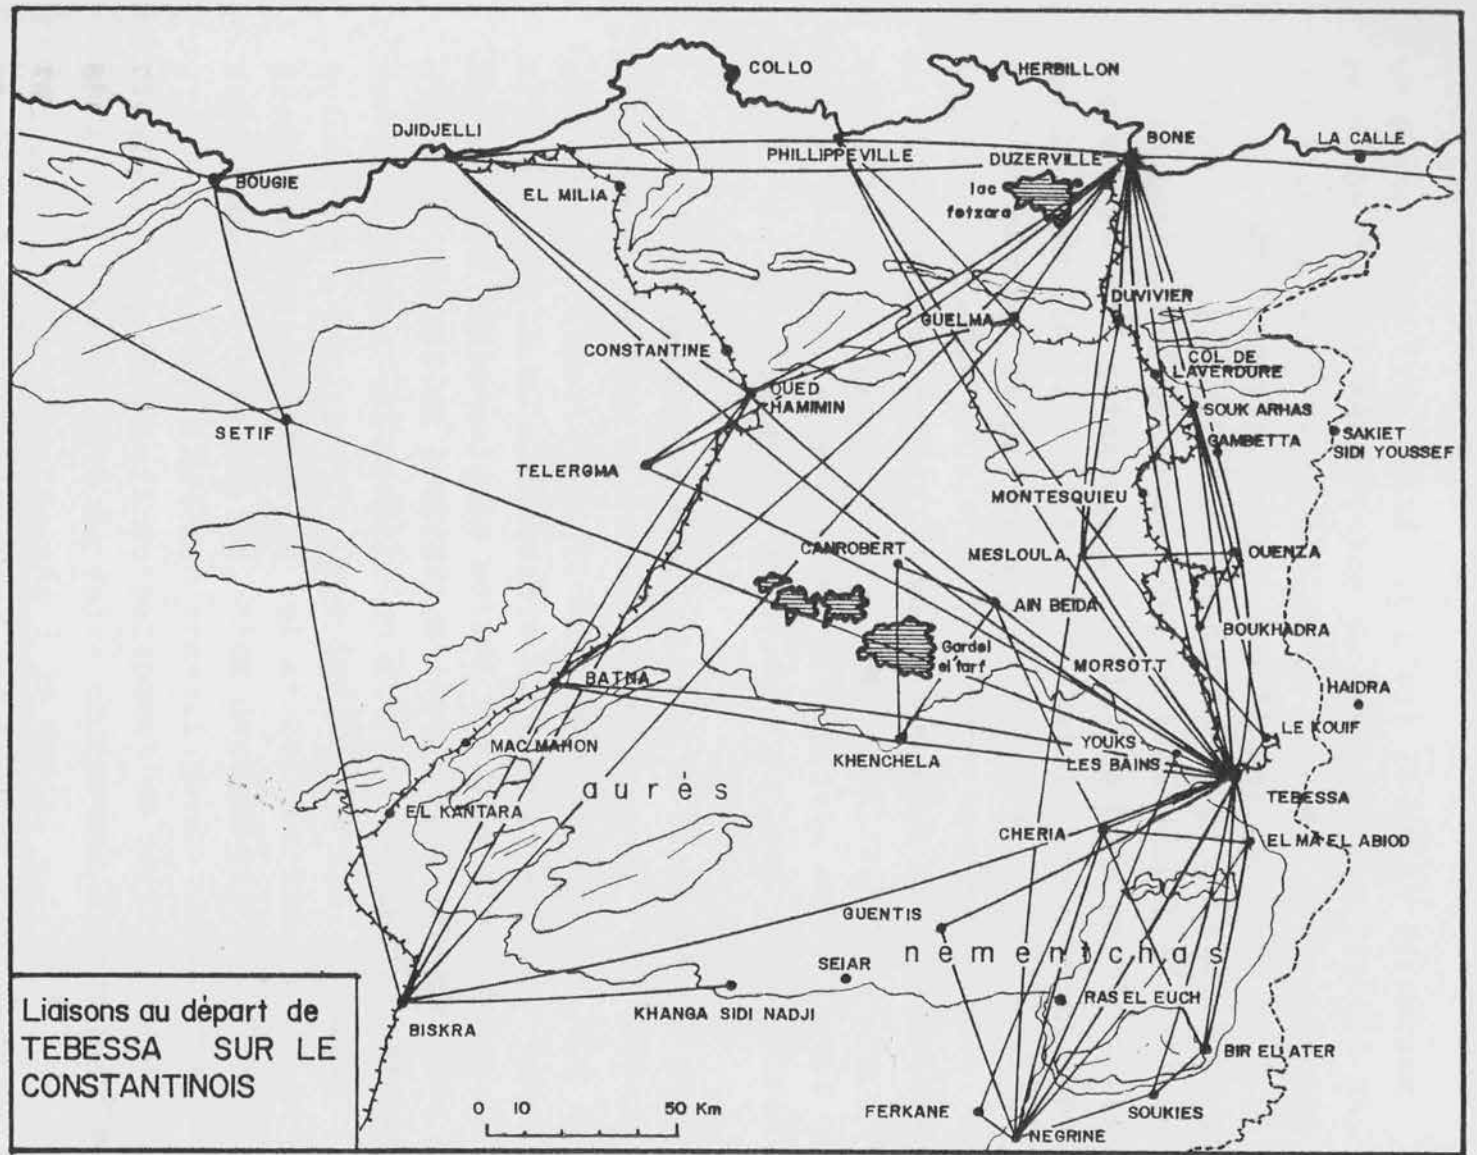 COLLO
HERBILLON
DJIDJELLI
PHILLIPPEVILLE
DUZERVILLE
BONE
LA CALLE
BOUGIE
EL MILIA
lac
fetzara
DUVIVIER
GUELMA
CONSTANTINE
COL DE
LAVERDURE
OUED
HAMIMIN
SOUK ARHAS
SETIF
GAMBETTA
SAKIET
SIDI YOUSSEF
TELERGMA
MONTESQUIEU
CANROBERT
MESLOULA
OUENZA
AIN BEIDA
BOUKHADRA
Gardel
el tarf
MORSOTT
BATNA
HAIDRA
MAC MAHON
KHENCHELA
YOUKS
LES BAINS
LE KOUIF
aurès
TEBESSA
EL KANTARA
CHERIA
EL MA EL ABIOD
GUENTIS
nementchas
SEIAR
RAS EL EUCH
KHANGA SIDI NADJI
BISKRA
BIR EL ATER
FERKANE
SOUKIES
NEGRINE
Liaisons au départ de
TEBESSA SUR LE
CONSTANTINOIS
0 10 50 Km